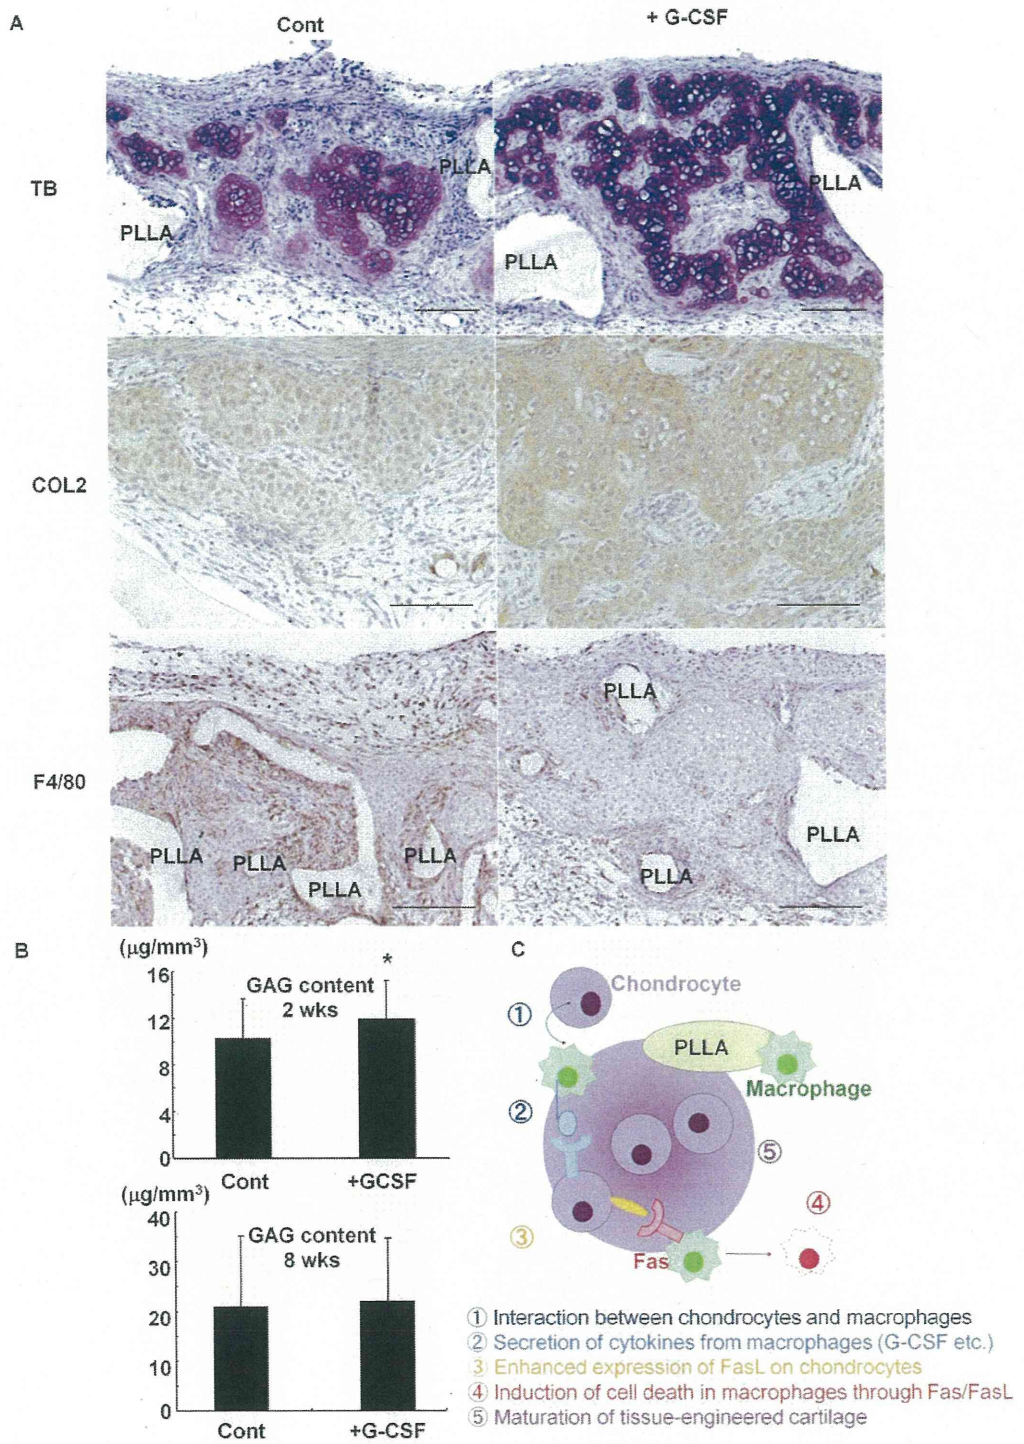 A
Cont
+ G-CSF
TB
PLLA
PLLA
PLLA
PLLA
COL2
F4/80
PLLA
PLLA
PLLA
PLLA
PLLA
PLLA
PLLA
B
(μg/mm³)
16
12
8
4
0
GAG content
2 wks
*
Cont
+GCSF
(μg/mm³)
40
30
20
10
0
GAG content
8 wks
Cont
+G-CSF
C
Chondrocyte
①
PLLA
Macrophage
②
⑤
④
③
Fas
① Interaction between chondrocytes and macrophages
② Secretion of cytokines from macrophages (G-CSF etc.)
③ Enhanced expression of FasL on chondrocytes
④ Induction of cell death in macrophages through Fas/FasL
⑤ Maturation of tissue-engineered cartilage